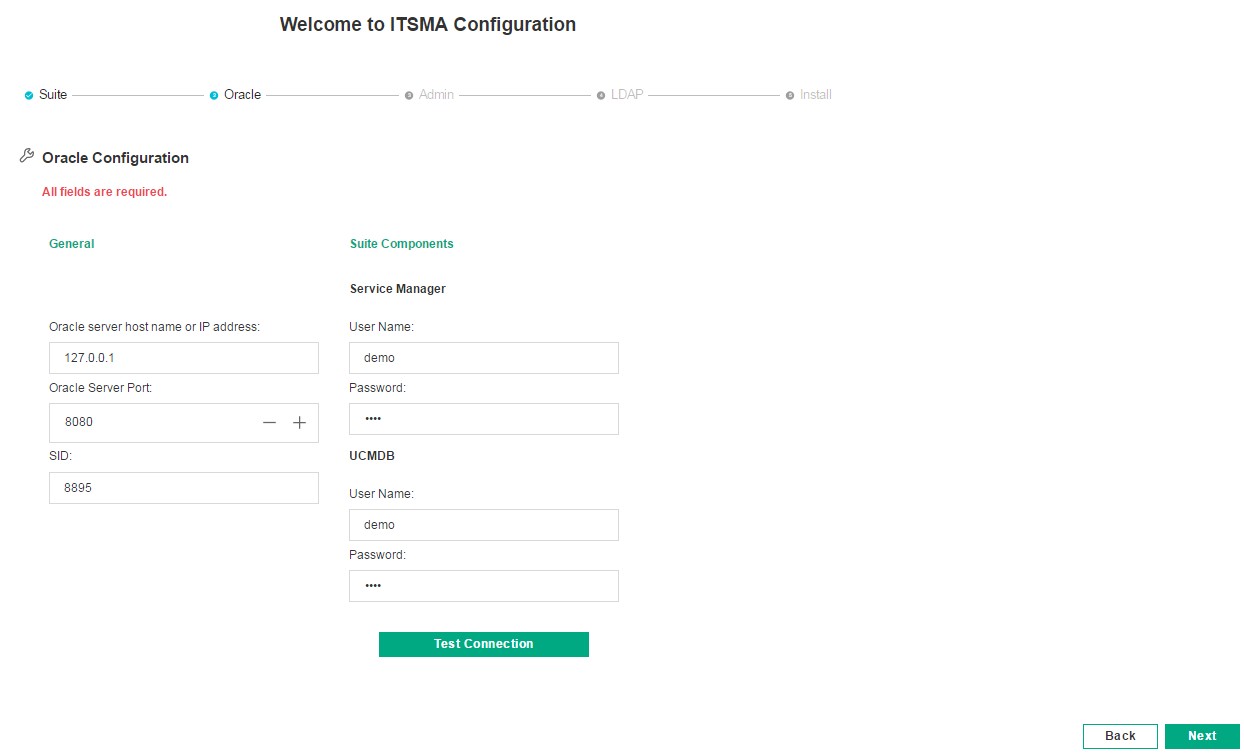 Welcome to ITSMA Configuration
Suite Oracle Admin LDAP Install
Oracle Configuration
All fields are required.
General
Oracle server host name or IP address:
127.0.0.1
Oracle Server Port:
8080
SID:
8895
Suite Components
Service Manager
User Name:
demo
Password:
••••
UCMDB
User Name:
demo
Password:
••••
Test Connection
Back Next